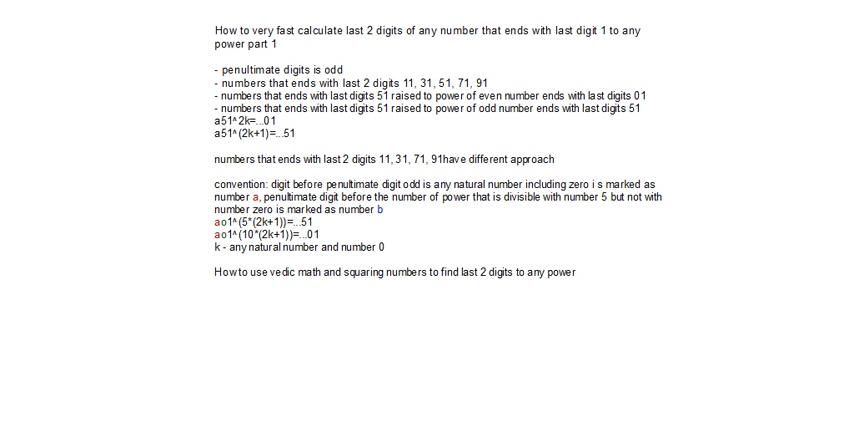 How to very fast calculate last 2 digits of any number that ends with last digit 1 to any
power part 1
- penultimate digits is odd
- numbers that ends with last 2 digits 11, 31, 51, 71, 91
- numbers that ends with last digits 51 raised to power of even number ends with last digits 01
- numbers that ends with last digits 51 raised to power of odd number ends with last digits 51
a51^2k=...01
a51^(2k+1)=...51
numbers that ends with last 2 digits 11, 31, 71, 91have different approach
convention: digit before penultimate digit odd is any natural number including zero i s marked as
number a, penultimate digit before the number of power that is divisible with number 5 but not with
number zero is marked as number b
ao1^(5*(2k+1))=...51
ao1^(10*(2k+1))=...01
k - any natural number and number 0
How to use vedic math and squaring numbers to find last 2 digits to any power